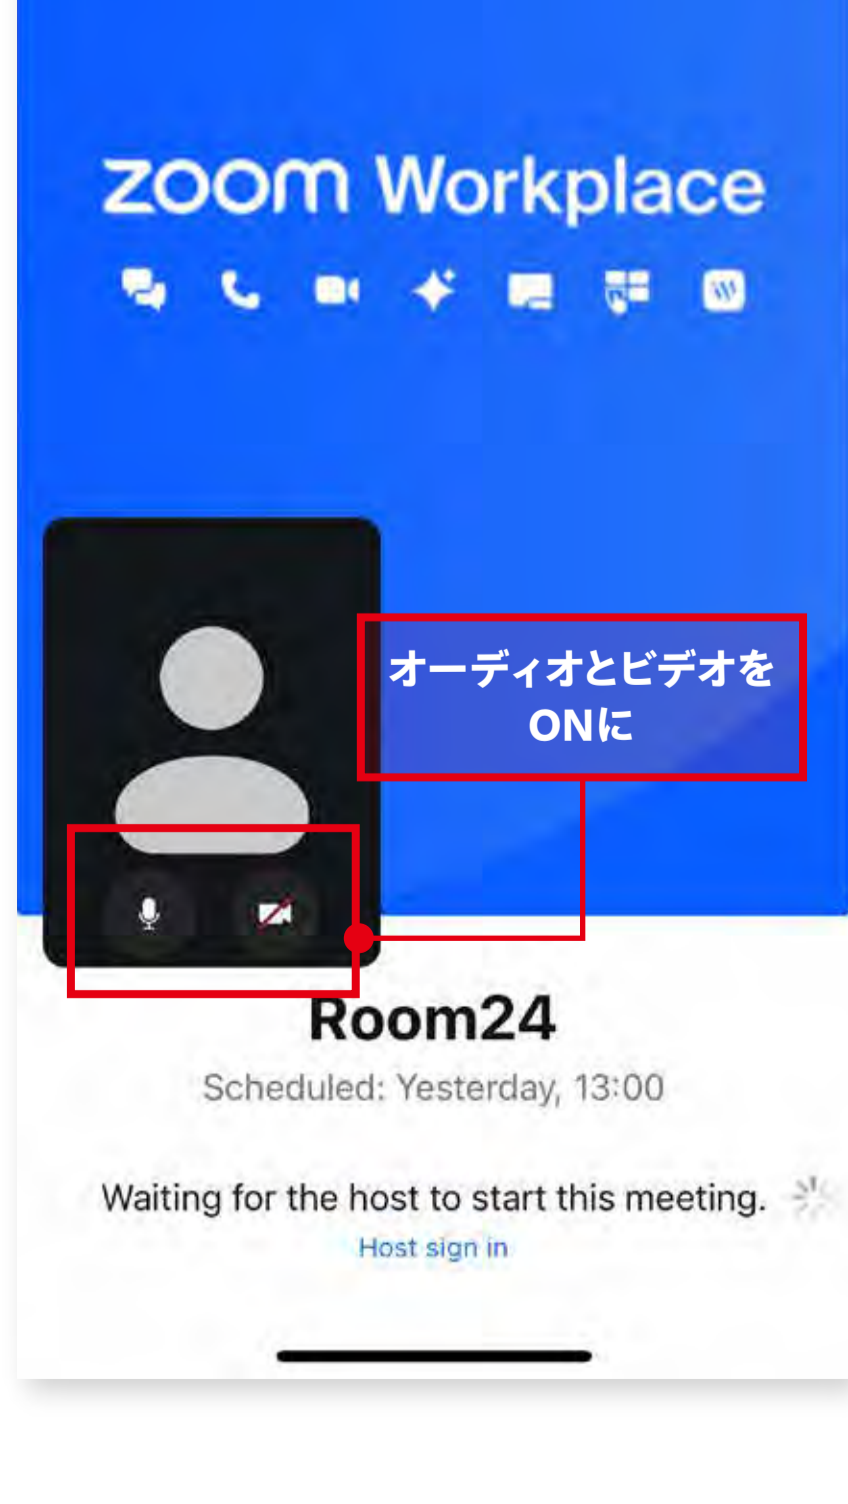 zoom Workplace
オーディオとビデオを
ONに
Room24
Scheduled: Yesterday, 13:00
Waiting for the host to start this meeting.
Host sign in